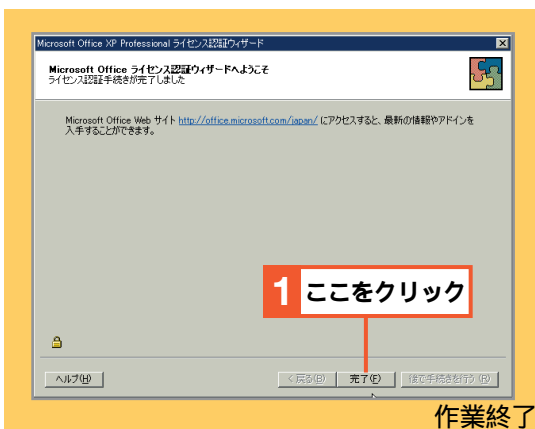 Microsoft Office XP Professional ライセンス認証ウィザード
Microsoft Office ライセンス認証ウィザードへようこそ
ライセンス認証手続きが完了しました
Microsoft Office Web サイト http://office.microsoft.com/japan/ にアクセスすると、最新の情報やアドインを
入手することができます。
1 ここをクリック
ヘルプ(H)
< 戻る(B)
完了(F)
後で手続きを行う(R)
作業終了